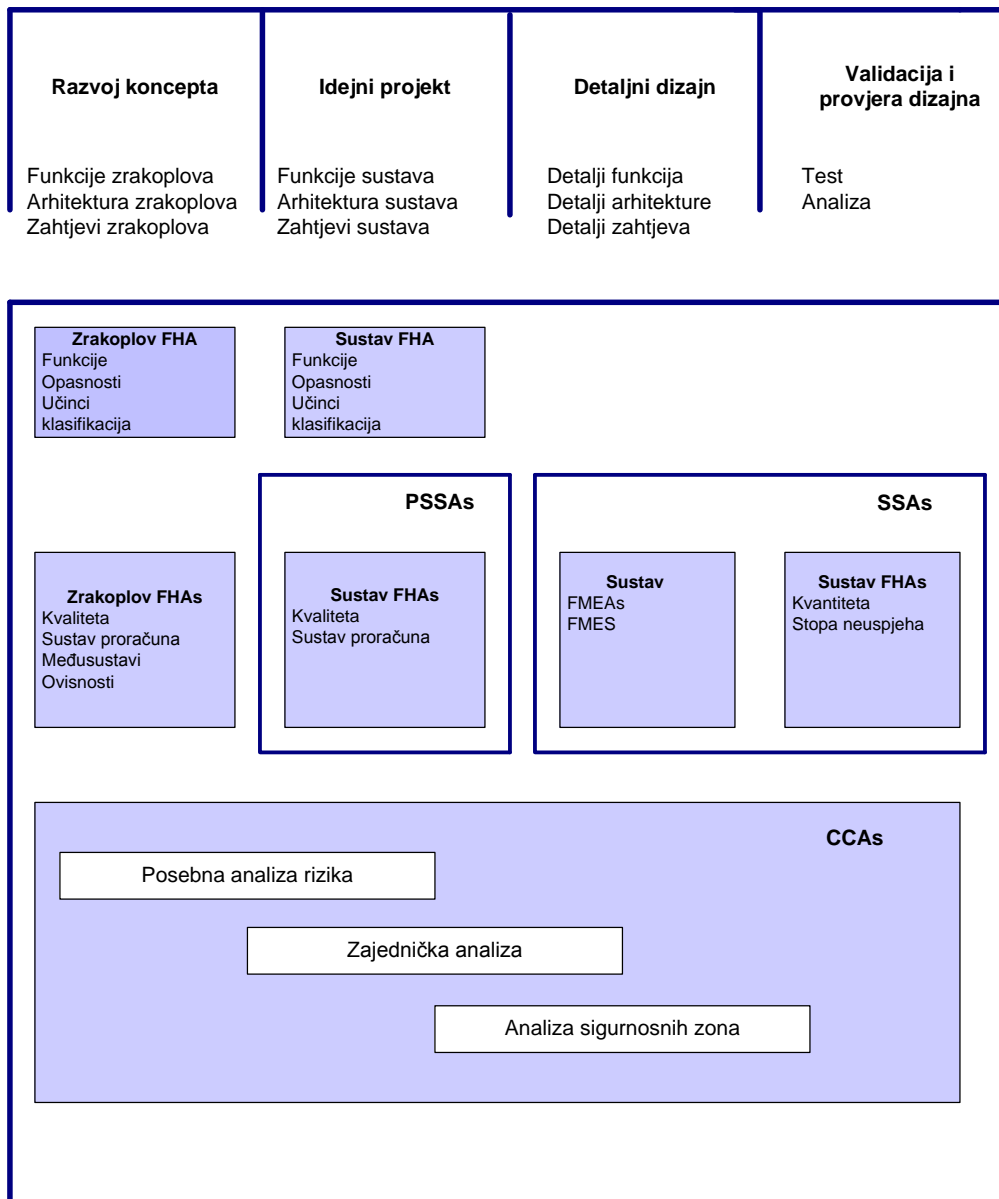 Razvoj koncepta
Funkcije zrakoplova
Arhitektura zrakoplova
Zahtjevi zrakoplova
Idejni projekt
Funkcije sustava
Arhitektura sustava
Zahtjevi sustava
Detaljni dizajn
Detalji funkcija
Detalji arhitekture
Detalji zahtjeva
Validacija i
provjera dizajna
Test
Analiza
Zrakoplov FHA
Funkcije
Opasnosti
Učinci
klasifikacija
Sustav FHA
Funkcije
Opasnosti
Učinci
klasifikacija
Zrakoplov FHAs
Kvaliteta
Sustav proračuna
Međusustavi
Ovisnosti
PSSAs
Sustav FHAs
Kvaliteta
Sustav proračuna
SSAs
Sustav
FMEAs
FMES
Sustav FHAs
Kvantiteta
Stopa neuspjeha
CCAs
Posebna analiza rizika
Zajednička analiza
Analiza sigurnosnih zona